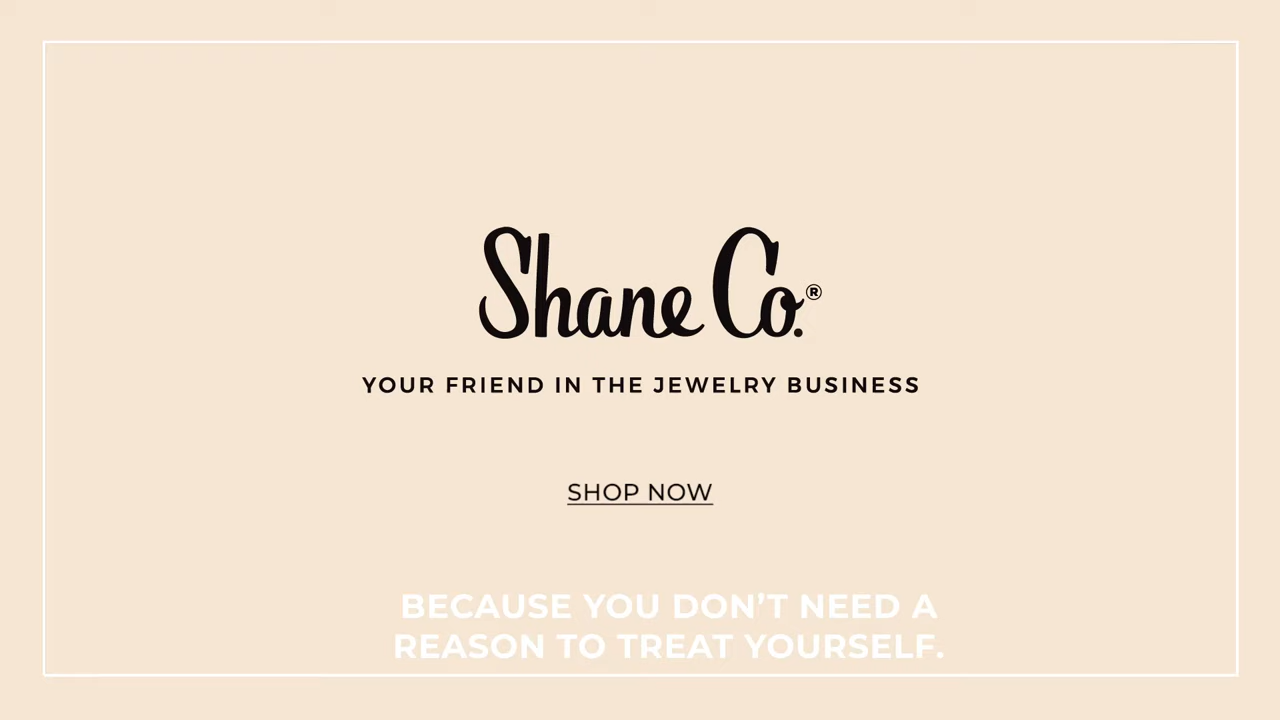 Shane Co.®
YOUR FRIEND IN THE JEWELRY BUSINESS
SHOP NOW
BECAUSE YOU DON’T NEED A
REASON TO TREAT YOURSELF.